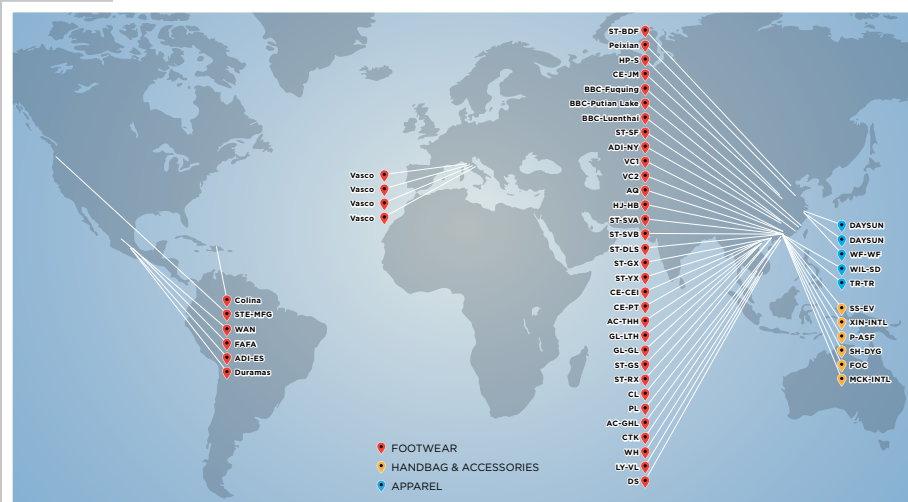 ST-BDF
Peixian
HP-S
CE-JM
BBC-Fuquing
BBC-Putian Lake
BBC-Luenthai
ST-SF
ADI-NY
VC1
VC2
AQ
HJ-HB
ST-SVA
ST-SVB
ST-DLS
ST-GX
ST-YX
CE-CEI
CE-PT
AC-THH
GL-LTH
GL-GL
ST-GS
ST-RX
CL
PL
AC-GHL
CTK
WH
LY-VL
DS
Vasco
Vasco
Vasco
Vasco
DAYSUN
DAYSUN
WF-WF
WIL-SD
TR-TR
SS-EV
XIN-INTL
P-ASF
SH-DYG
FOC
MCK-INTL
Colina
STE-MFG
WAN
FAFA
ADI-ES
Duramas
FOOTWEAR
HANDBAG & ACCESSORIES
APPAREL